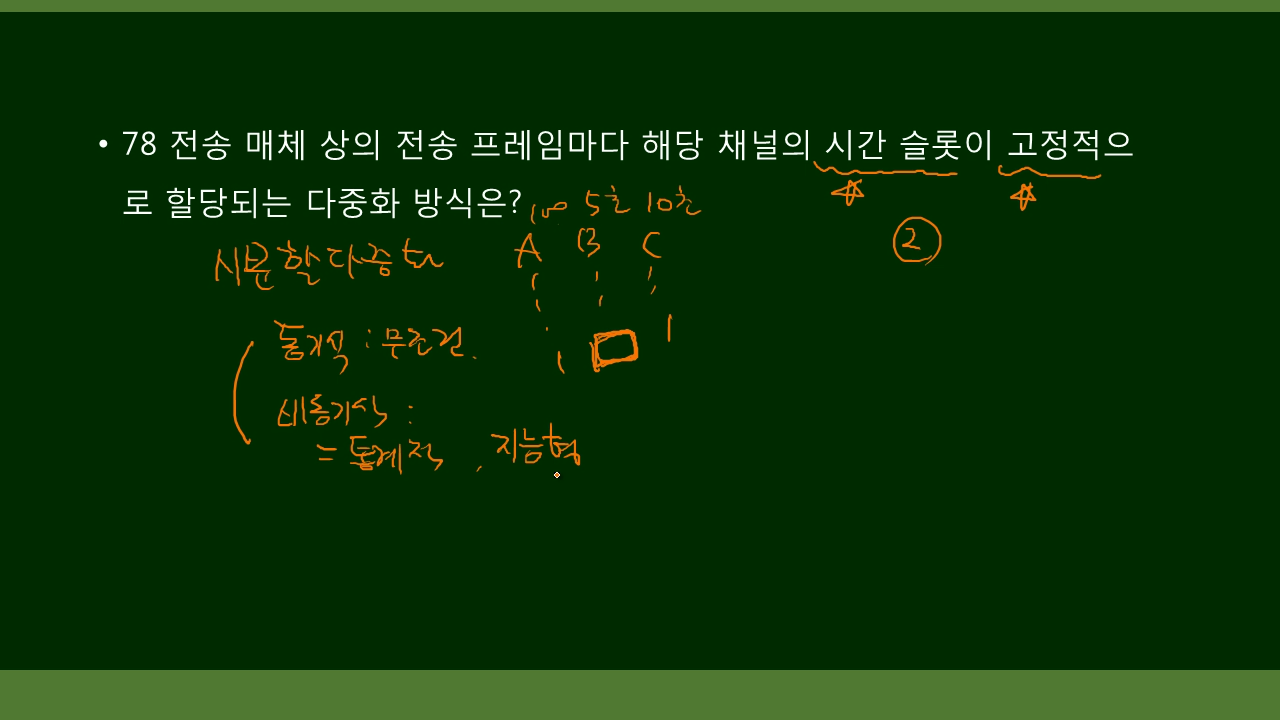 • 78 전송 매체 상의 전송 프레임마다 해당 채널의 시간 슬롯이 고정적으
로 할당되는 다중화 방식은?
100 5초 10초
A B C
②
시분할다중화
동기식 : 무조건.
비동기식 :
= 통계적, 지능형